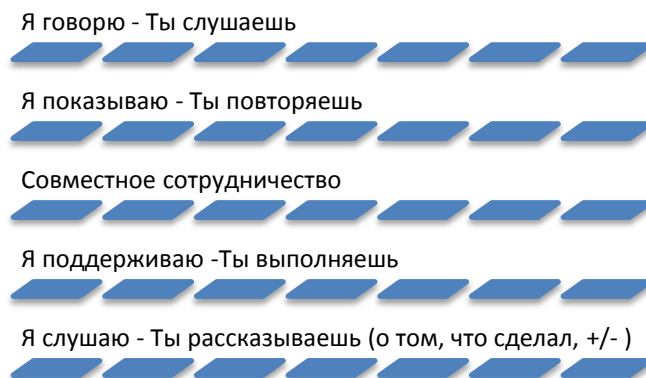 Я говорю - Ты слушаешь
Я показываю - Ты повторяешь
Совместное сотрудничество
Я поддерживаю -Ты выполняешь
Я слушаю - Ты рассказываешь (о том, что сделал, +/- )